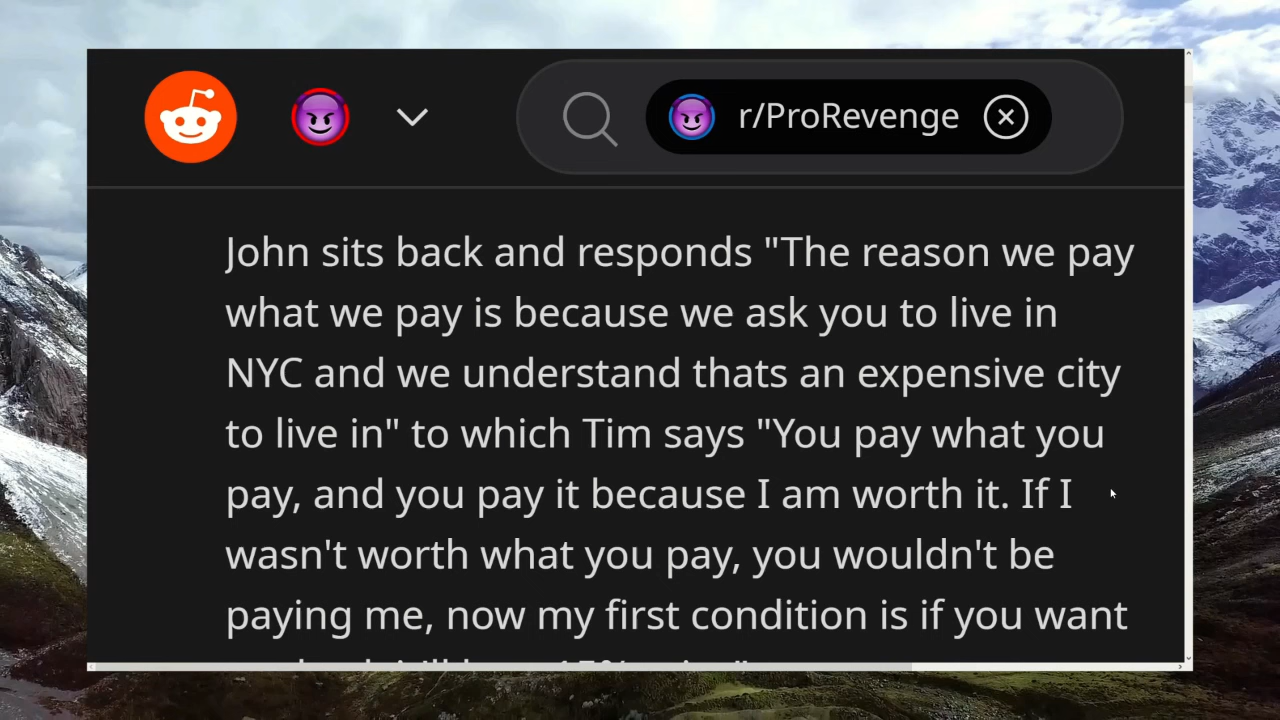 r/ProRevenge
John sits back and responds "The reason we pay
what we pay is because we ask you to live in
NYC and we understand thats an expensive city
to live in" to which Tim says "You pay what you
pay, and you pay it because I am worth it. If I
wasn't worth what you pay, you wouldn't be
paying me, now my first condition is if you want